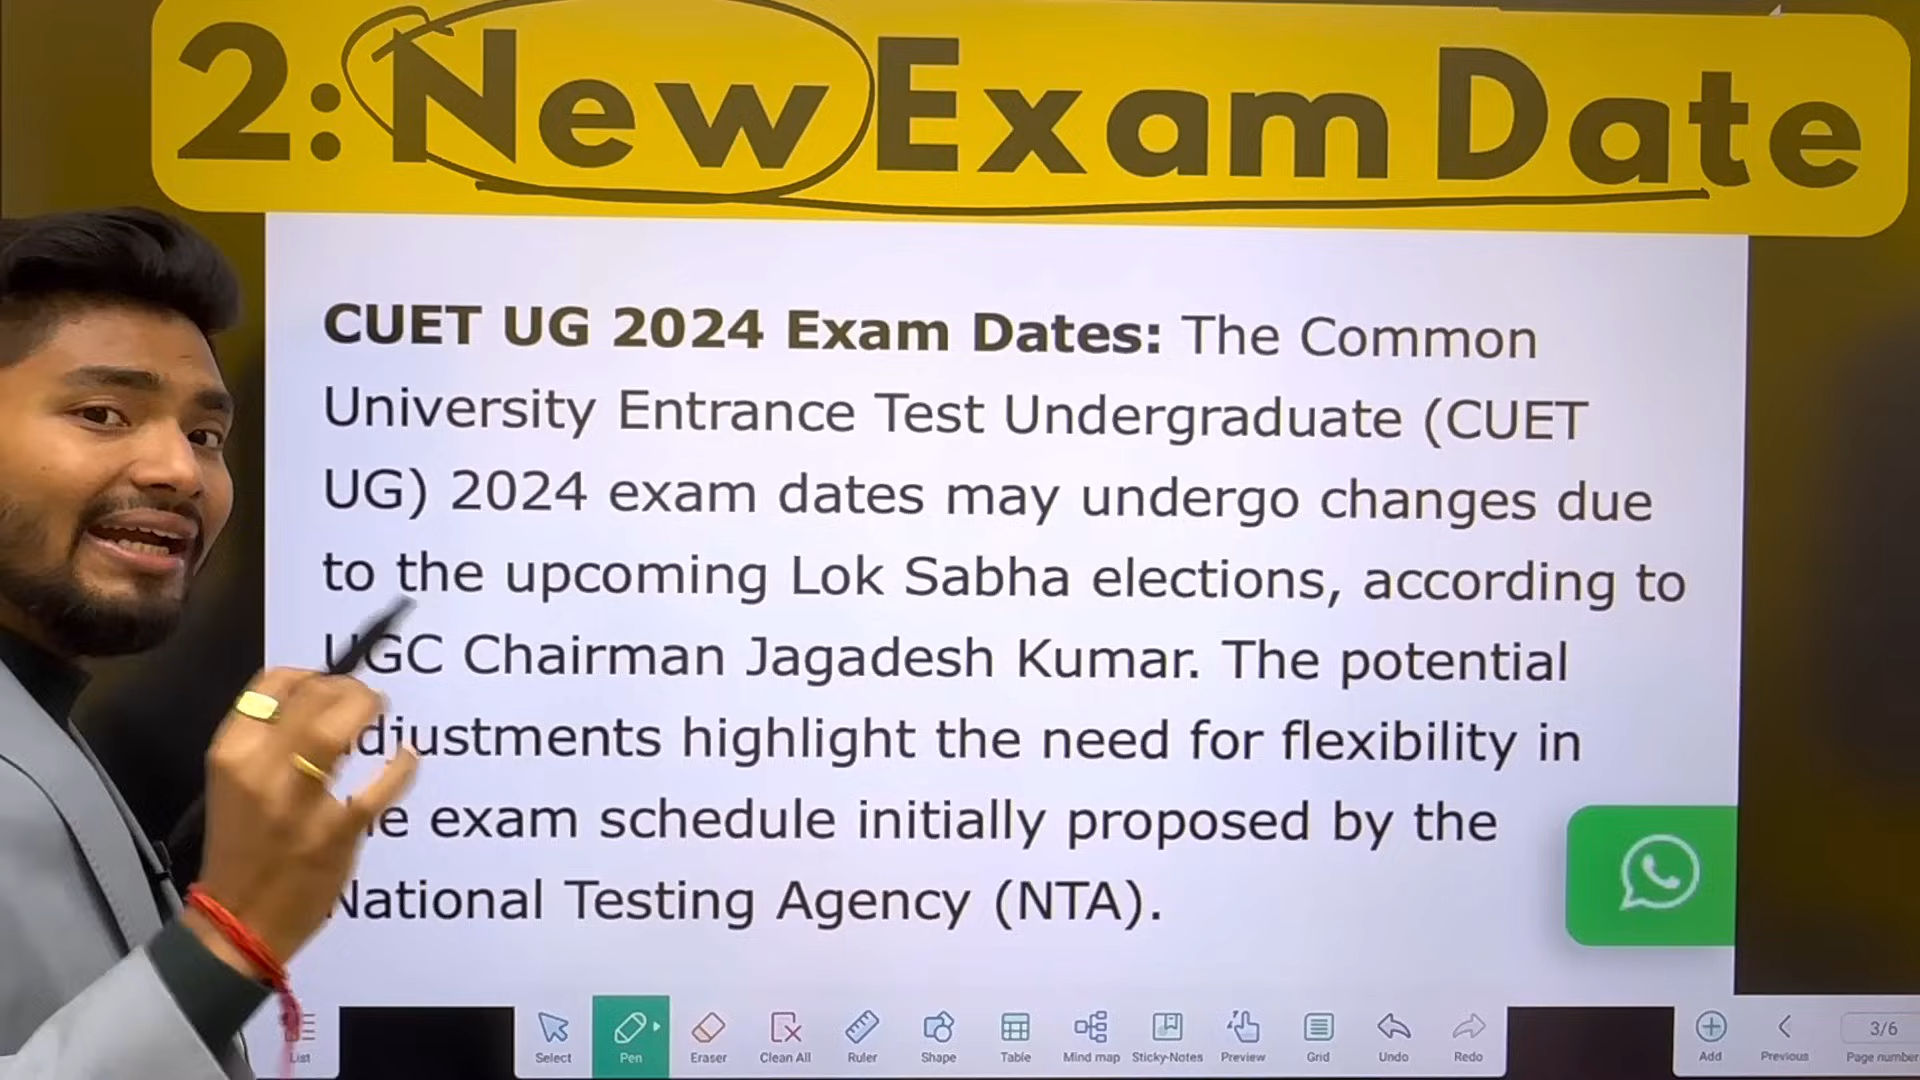 2: New Exam Date
CUET UG 2024 Exam Dates: The Common
University Entrance Test Undergraduate (CUET
UG) 2024 exam dates may undergo changes due
to the upcoming Lok Sabha elections, according to
UGC Chairman Jagadesh Kumar. The potential
adjustments highlight the need for flexibility in
the exam schedule initially proposed by the
National Testing Agency (NTA).
List Select Pen Eraser Clean All Ruler Shape Table Mind map Sticky-Notes Preview Grid Undo Redo Add Previous 3/6 Page number